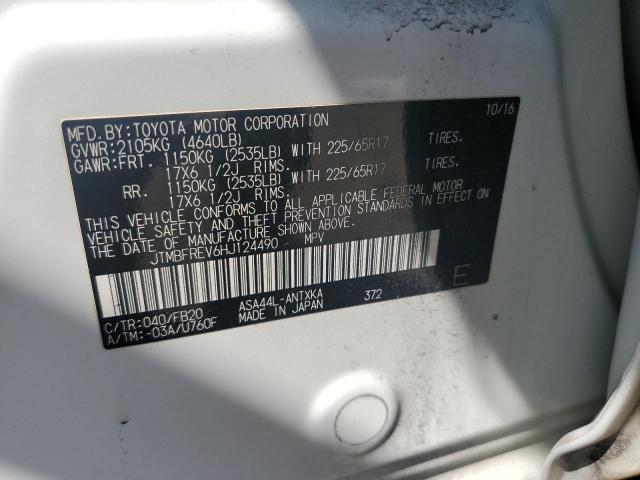 MFD. BY: TOYOTA MOTOR CORPORATION 10/16
GVWR: 2105KG (4640LB)
GAWR: FRT. 1150KG (2535LB) WITH 225/65R17 TIRES.
17X6 1/2J RIMS.
RR. 1150KG (2535LB) WITH 225/65R17 TIRES.
17X6 1/2J RIMS.
THIS VEHICLE CONFORMS TO ALL APPLICABLE FEDERAL MOTOR
VEHICLE SAFETY AND THEFT PREVENTION STANDARDS IN EFFECT ON
THE DATE OF MANUFACTURE SHOWN ABOVE.
JTMBFREV6HJ124490 MPV
C/TR: 040/FB20 ASA44L-ANTXKA 372 E
A/TM: -03A/U760F MADE IN JAPAN